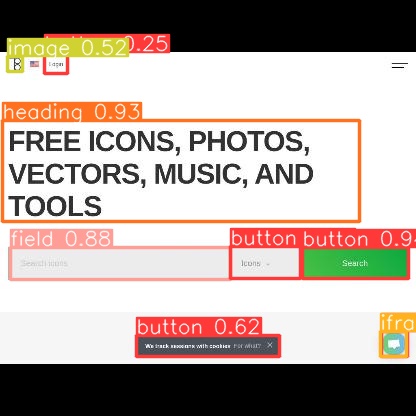 image 0.52
0.25
Login
heading 0.93
FREE ICONS, PHOTOS,
VECTORS, MUSIC, AND
TOOLS
field 0.88
button
button 0.9
Search icons
Icons
Search
button 0.62
ifra
We track sessions with cookies For what?